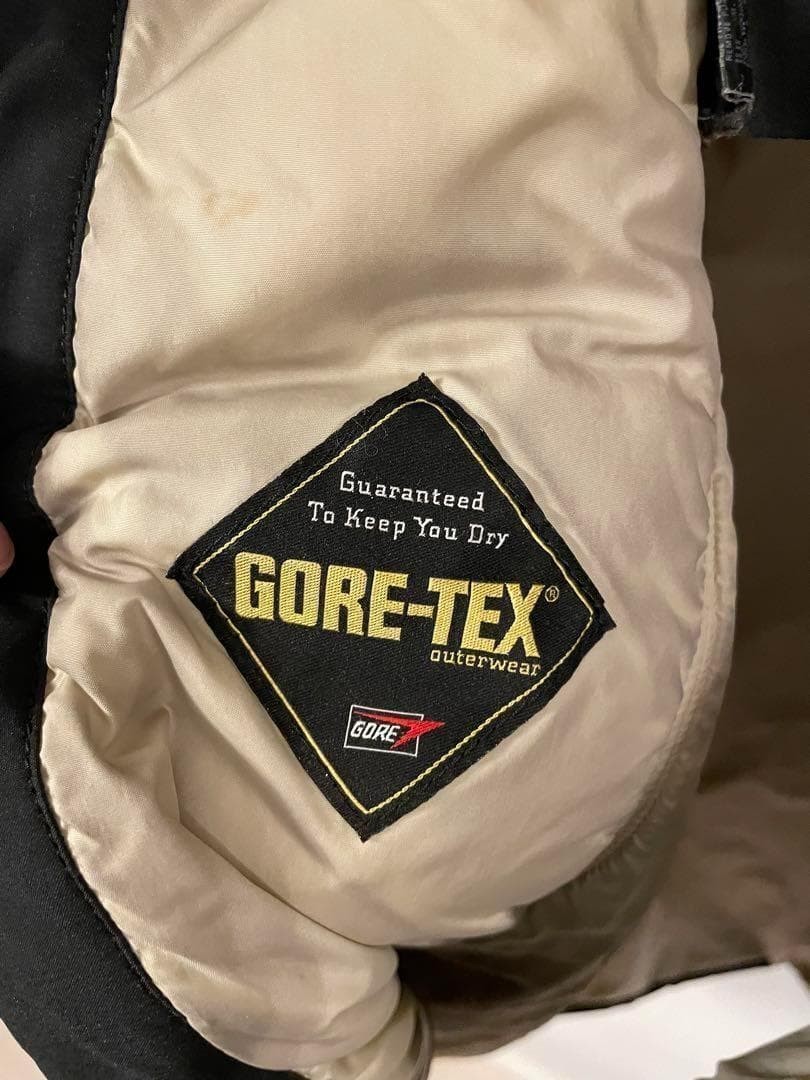 Guaranteed
To Keep You Dry
GORE-TEX®
outerwear
GORE